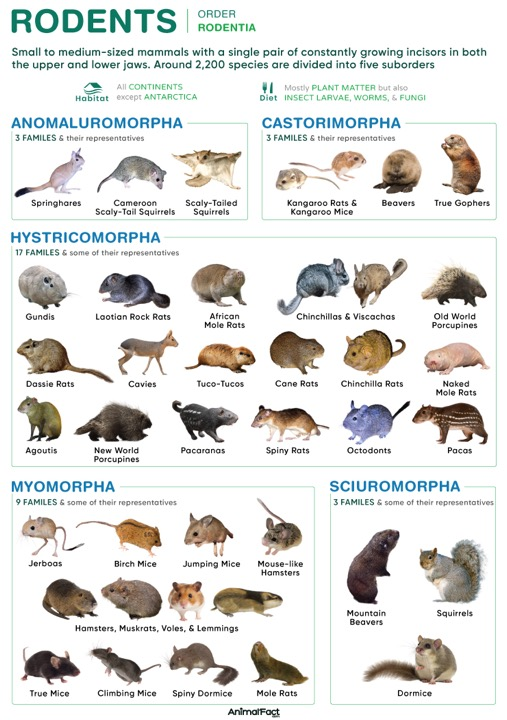 RODENTS
ORDER
RODENTIA
Small to medium-sized mammals with a single pair of constantly growing incisors in both
the upper and lower jaws. Around 2,200 species are divided into five suborders
Habitat
All CONTINENTS
except ANTARCTICA
Diet
Mostly PLANT MATTER but also
INSECT LARVAE, WORMS, & FUNGI
ANOMALUROMORPHA
3 FAMILES & their representatives
Springhares
Cameroon
Scaly-Tail Squirrels
Scaly-Tailed
Squirrels
CASTORIMORPHA
3 FAMILES & their representatives
Kangaroo Rats &
Kangaroo Mice
Beavers
True Gophers
HYSTRICOMORPHA
17 FAMILES & some of their representatives
Gundis
Laotian Rock Rats
African
Mole Rats
Chinchillas & Viscachas
Old World
Porcupines
Dassie Rats
Cavies
Tuco-Tucos
Cane Rats
Chinchilla Rats
Naked
Mole Rats
Agoutis
New World
Porcupines
Pacaranas
Spiny Rats
Octodonts
Pacas
MYOMORPHA
9 FAMILES & some of their representatives
Jerboas
Birch Mice
Jumping Mice
Mouse-like
Hamsters
Hamsters, Muskrats, Voles, & Lemmings
True Mice
Climbing Mice
Spiny Dormice
Mole Rats
SCIUROMORPHA
3 FAMILES & some of their representatives
Mountain
Beavers
Squirrels
Dormice
AnimalFact
.com